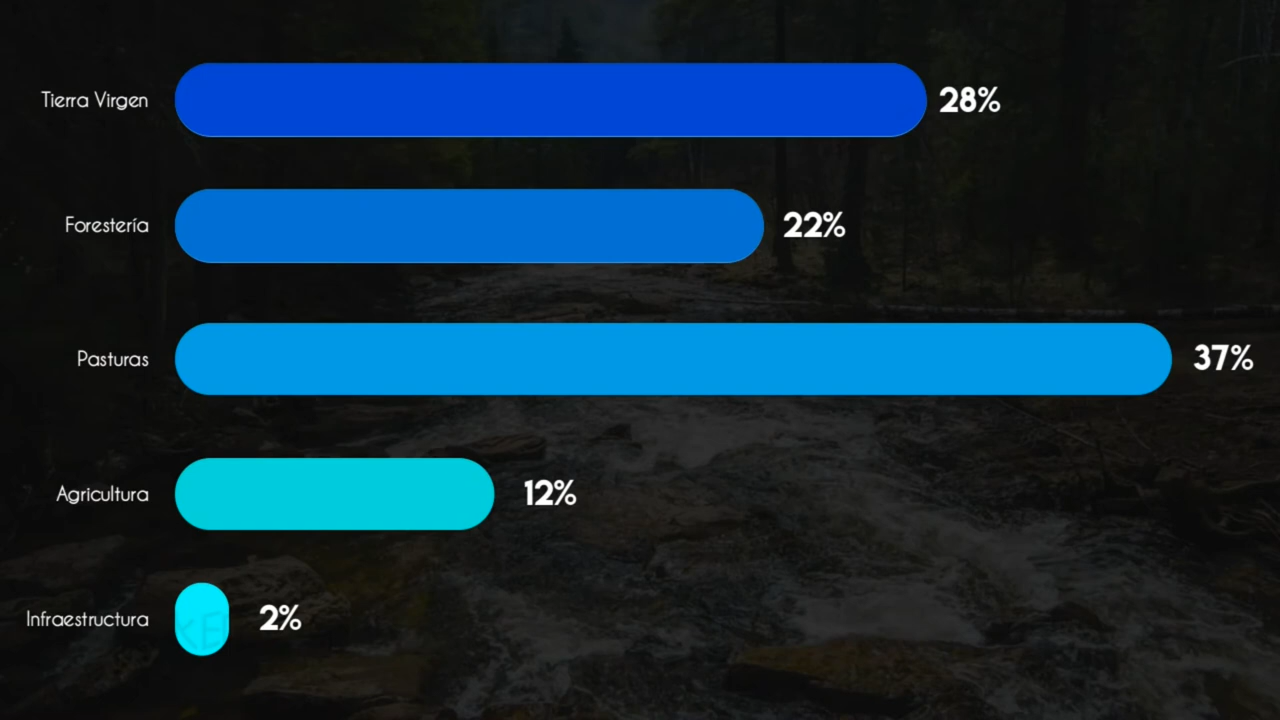 Tierra Virgen 28%
Forestería 22%
Pasturas 37%
Agricultura 12%
Infraestructura 2%